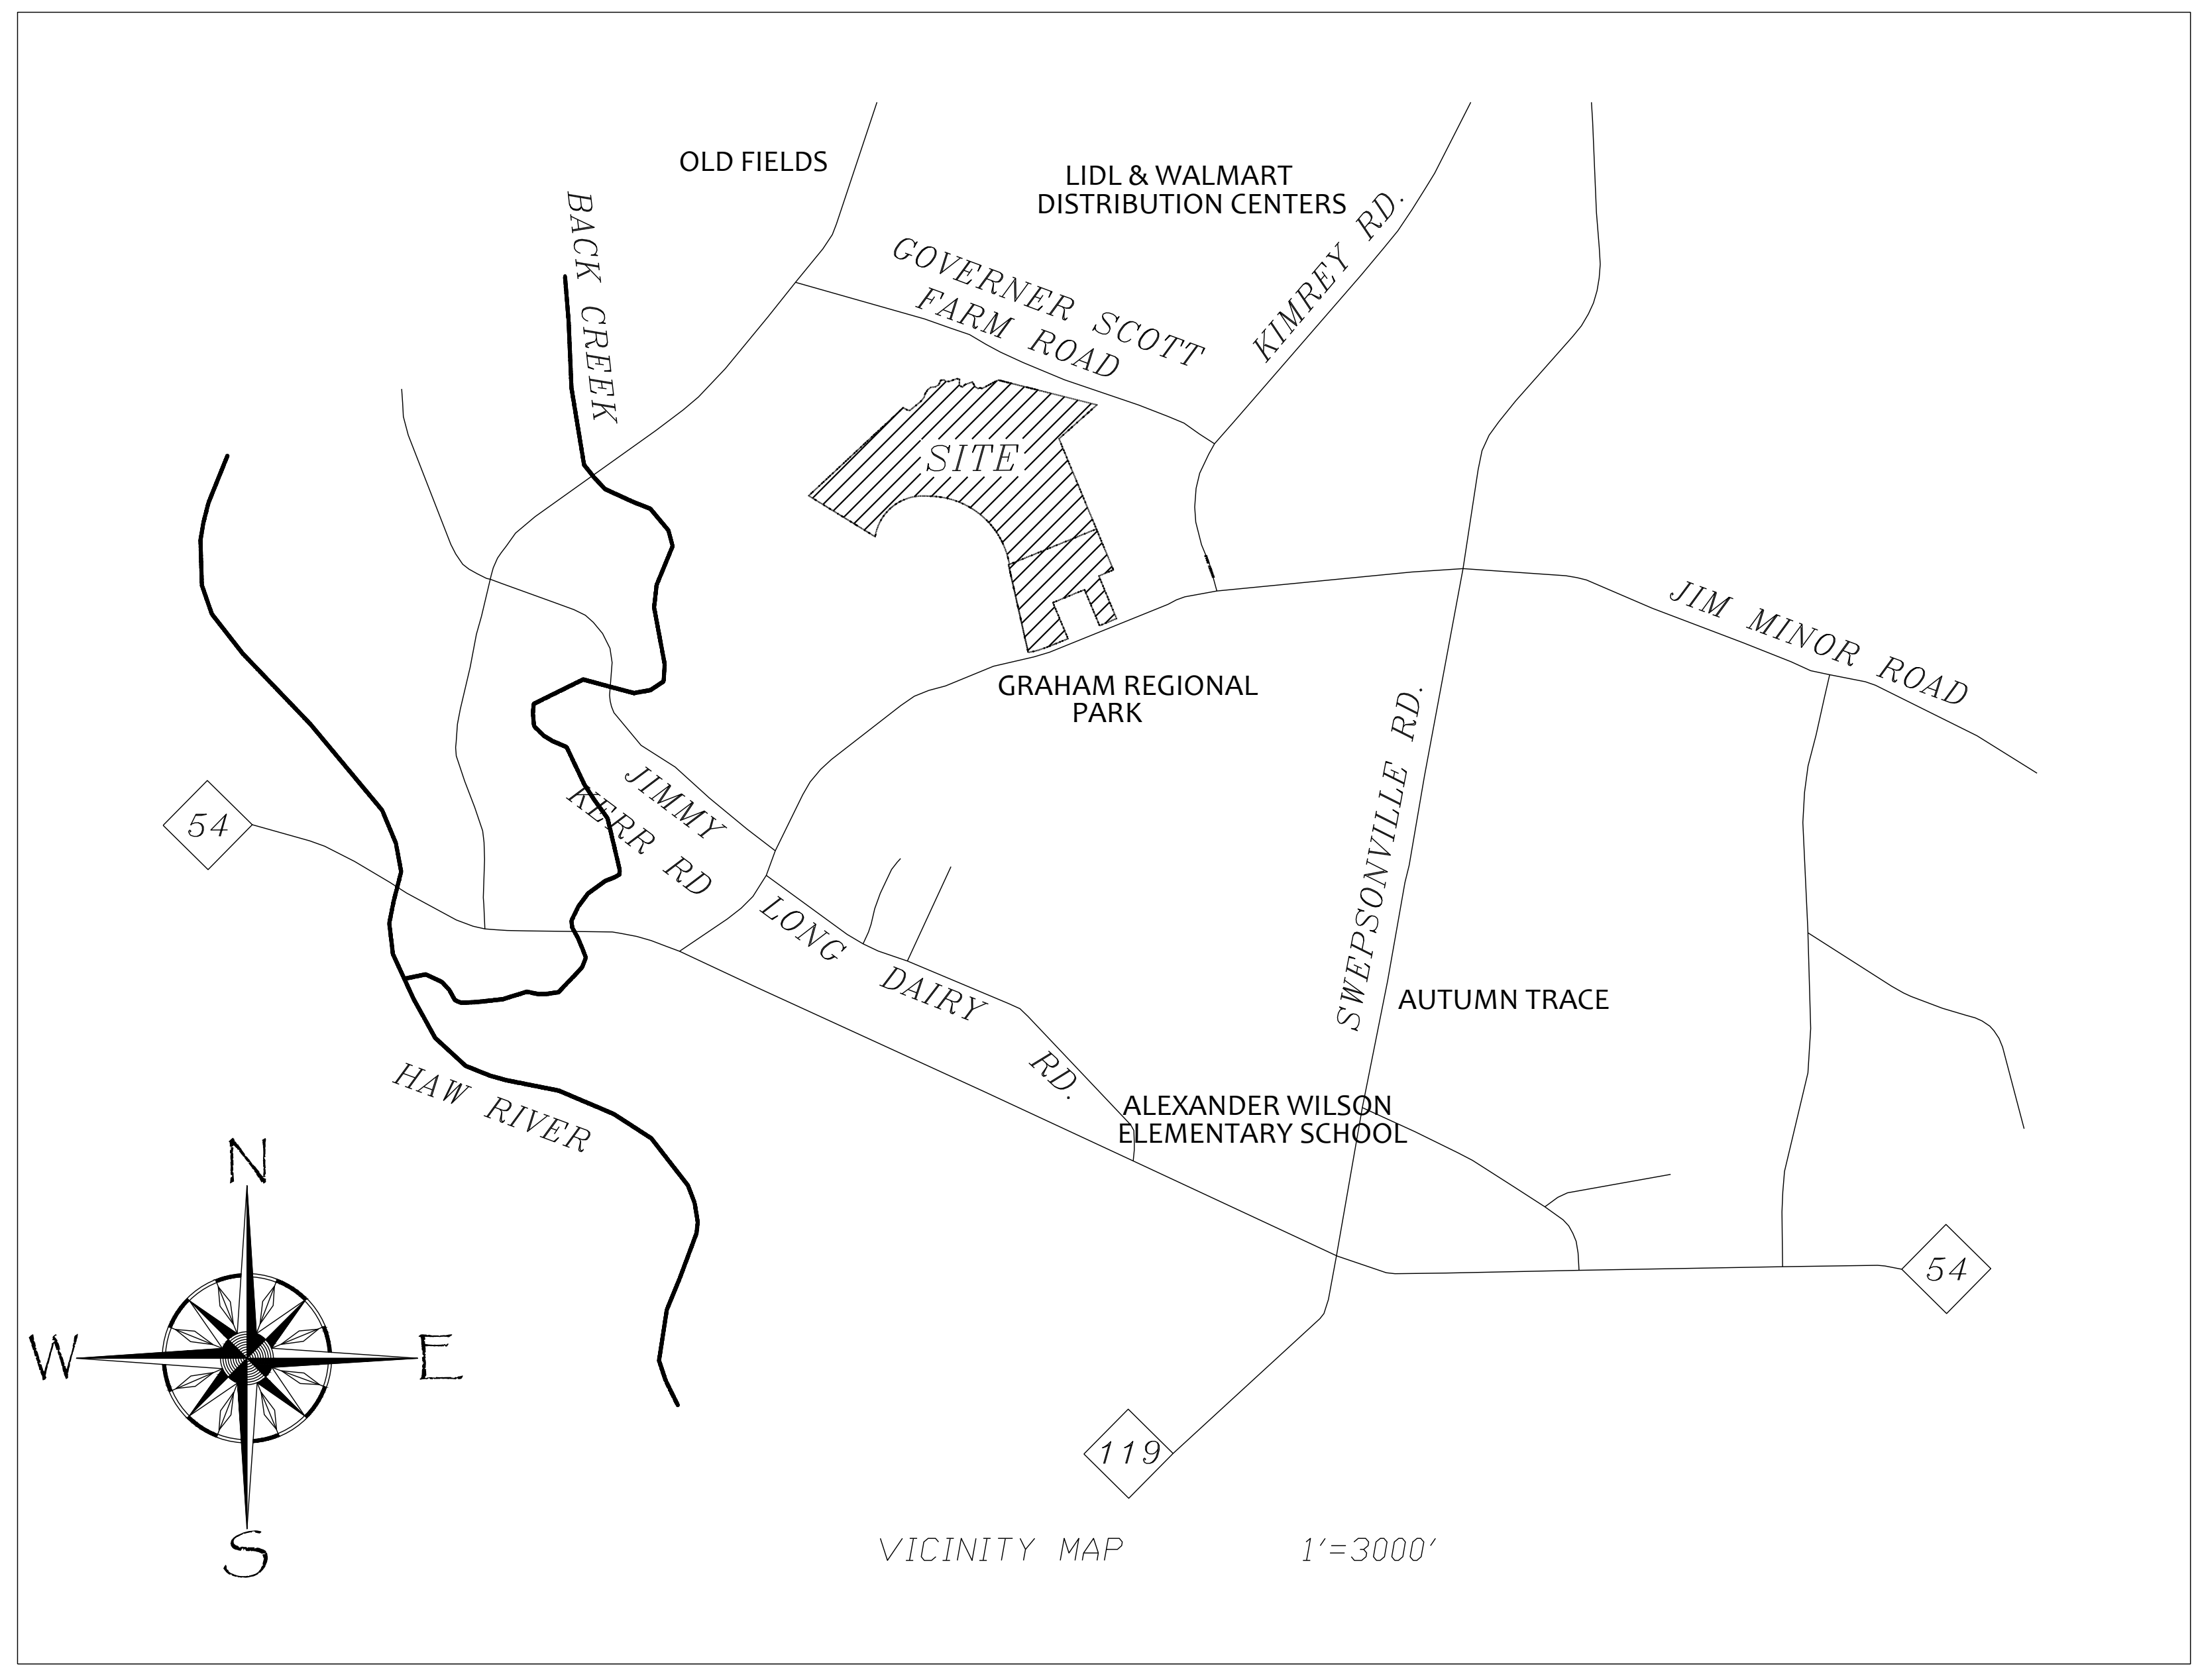 OLD FIELDS
LIDL & WALMART
DISTRIBUTION CENTERS
BACK CREEK
GOVERNER SCOTT
FARM ROAD
KIMREY RD.
SITE
JIM MINOR ROAD
GRAHAM REGIONAL
PARK
SWEPSONVILLE RD.
54
JIMMY
KERR RD
LONG DAIRY RD.
AUTUMN TRACE
HAW RIVER
ALEXANDER WILSON
ELEMENTARY SCHOOL
N
W
E
S
54
119
VICINITY MAP 1'=3000'